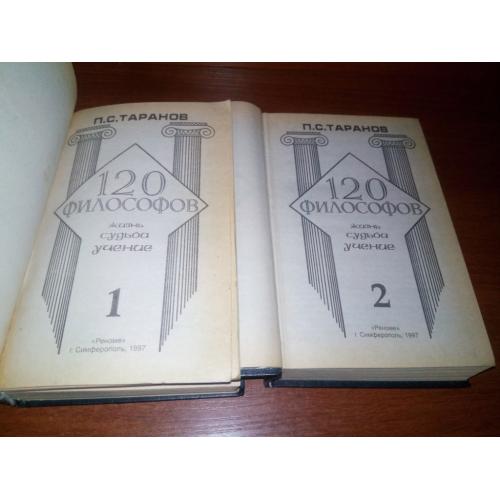 П.С.ТАРАНОВ
120
ФИЛОСОФОВ
жизнь
судьба
учение
1
«Реноме»
г. Симферополь, 1997
П.С.ТАРАНОВ
120
ФИЛОСОФОВ
жизнь
судьба
учение
2
«Реноме»
г. Симферополь, 1997